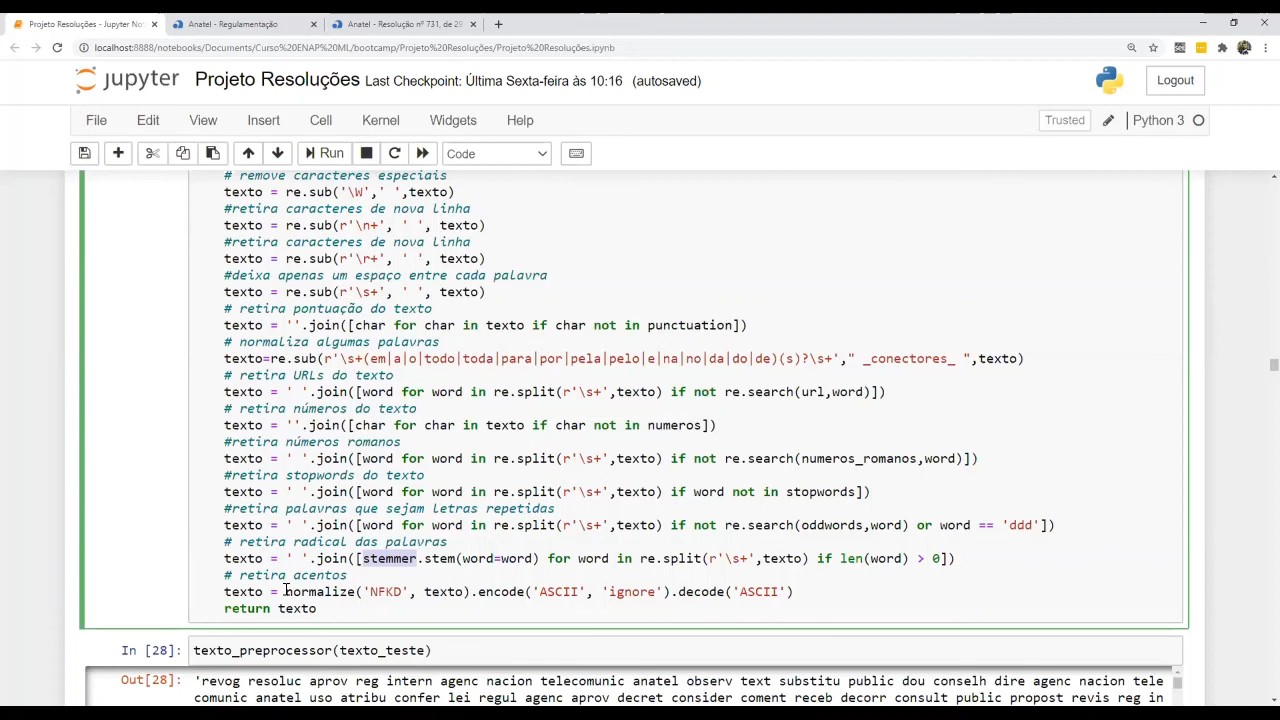 Projeto Resoluções - Jupyter No
Anatel - Regulamentação
Anatel - Resolução nº 731, de 28
localhost:8888/notebooks/Documents/Curso%20ENAP%20ML/bootcamp/Projeto%20Resoluções/Projeto%20Resoluções.ipynb
jupyter Projeto Resoluções Last Checkpoint: Última Sexta-feira às 10:16 (autosaved)
Logout
File Edit View Insert Cell Kernel Widgets Help
Trusted Python 3
Run Code
# remove caracteres especiais
texto = re.sub('\W',' ',texto)
#retira caracteres de nova linha
texto = re.sub(r'\n+', ' ', texto)
#retira caracteres de nova linha
texto = re.sub(r'\r+', ' ', texto)
#deixa apenas um espaço entre cada palavra
texto = re.sub(r'\s+', ' ', texto)
# retira pontuação do texto
texto = ''.join([char for char in texto if char not in punctuation])
# normaliza algumas palavras
texto=re.sub(r'\s+(em|a|o|todo|toda|para|por|pela|pelo|e|na|no|da|do|de)(s)?\s+'," _conectores_ ",texto)
# retira URLs do texto
texto = ' '.join([word for word in re.split(r'\s+',texto) if not re.search(url,word)])
# retira números do texto
texto = ''.join([char for char in texto if char not in numeros])
#retira números romanos
texto = ' '.join([word for word in re.split(r'\s+',texto) if not re.search(numeros_romanos,word)])
#retira stopwords do texto
texto = ' '.join([word for word in re.split(r'\s+',texto) if word not in stopwords])
#retira palavras que sejam letras repetidas
texto = ' '.join([word for word in re.split(r'\s+',texto) if not re.search(oddwords,word) or word == 'ddd'])
# retira radical das palavras
texto = ' '.join([stemmer.stem(word=word) for word in re.split(r'\s+',texto) if len(word) > 0])
# retira acentos
texto = normalize('NFKD', texto).encode('ASCII', 'ignore').decode('ASCII')
return texto
In [28]: texto_preprocessor(texto_teste)
Out[28]: 'revog resoluc aprov reg intern agenc nacion telecomunic anatel observ text substitu public dou conselh dire agenc nacion tele
comunic anatel uso atribu confer lei regul agenc aprov decret consider coment receb decorr consult public propost revis reg in